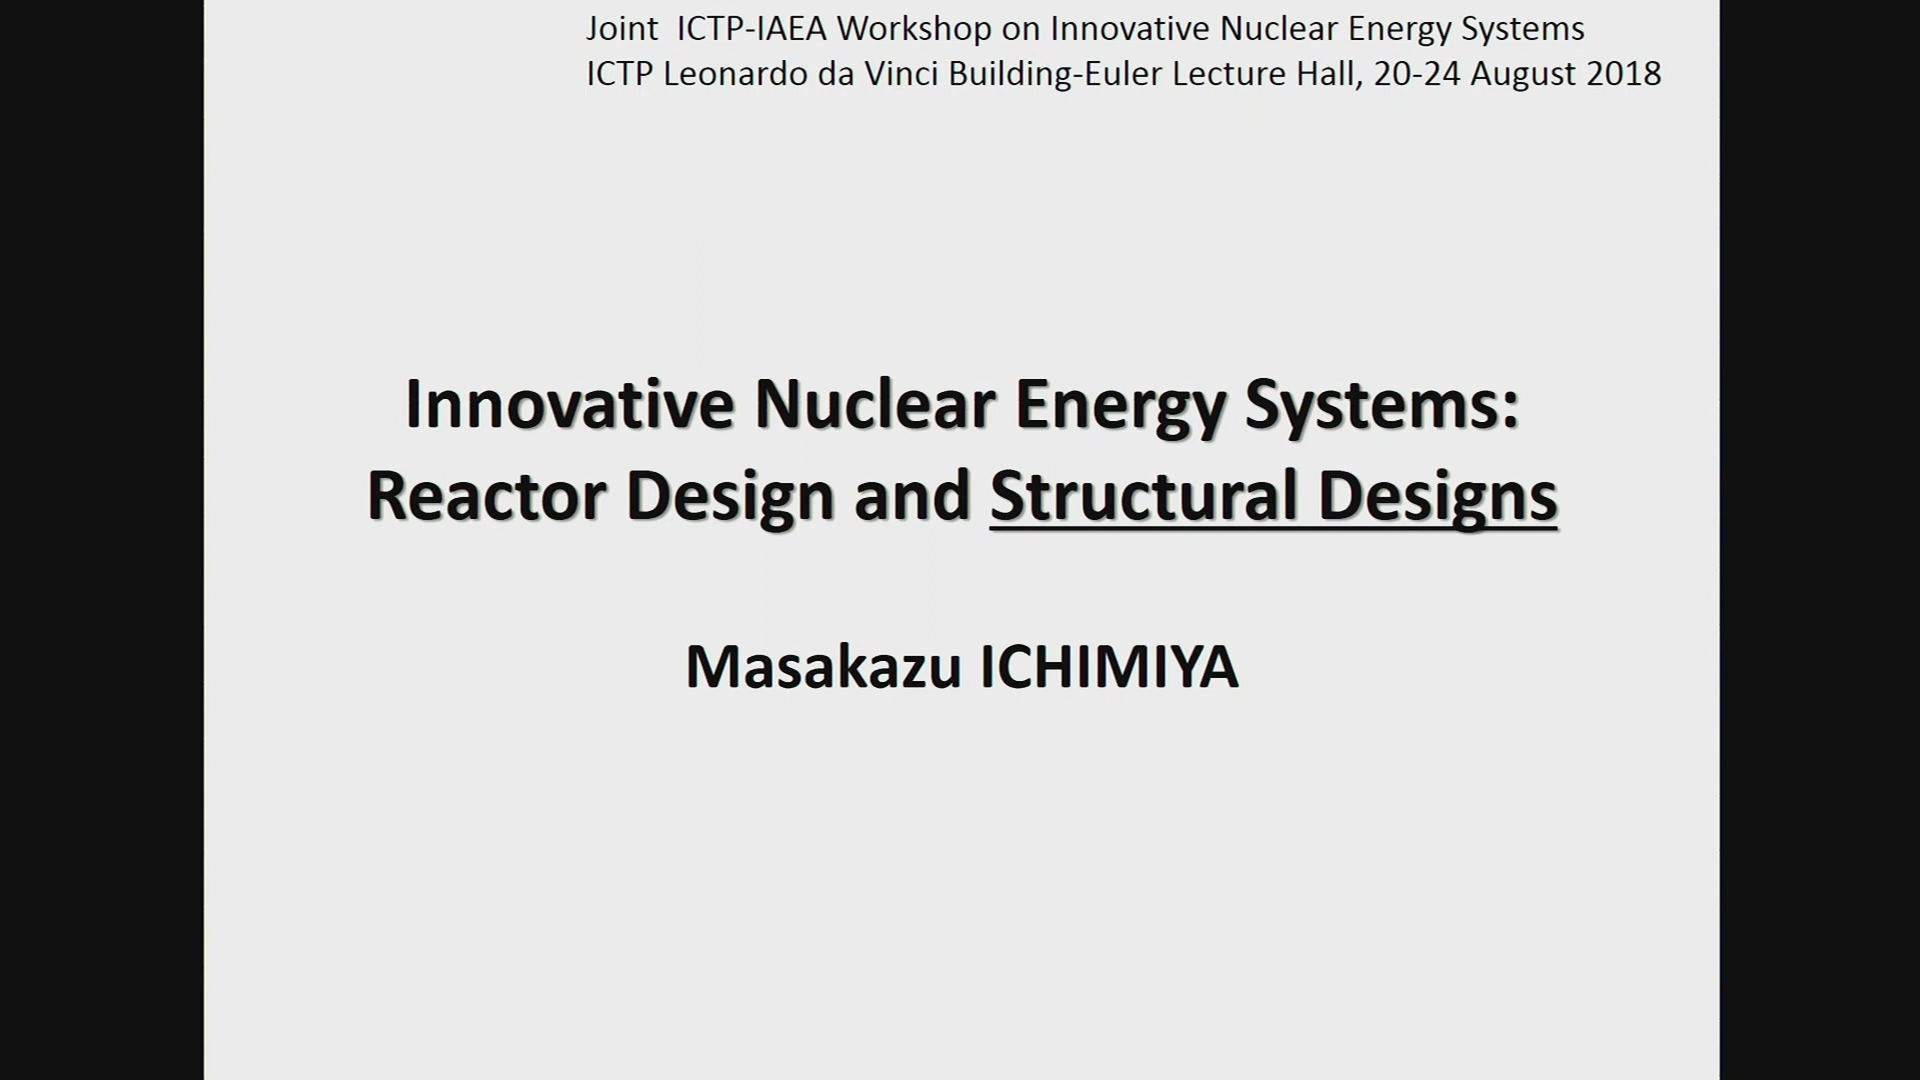 Joint ICTP-IAEA Workshop on Innovative Nuclear Energy Systems
ICTP Leonardo da Vinci Building-Euler Lecture Hall, 20-24 August 2018
Innovative Nuclear Energy Systems:
Reactor Design and Structural Designs
Masakazu ICHIMIYA